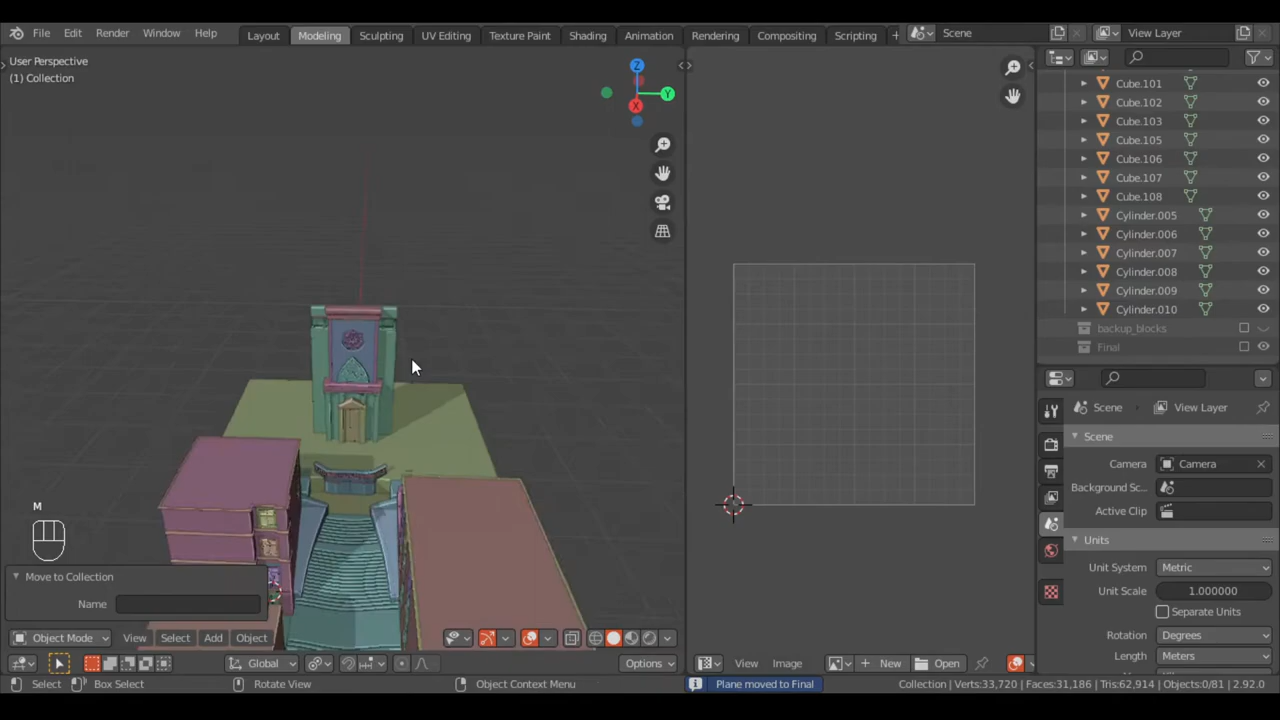 File Edit Render Window Help Layout Modeling Sculpting UV Editing Texture Paint Shading Animation Rendering Compositing Scripting + Scene View Layer
User Perspective
(1) Collection
Z
Y
X
Cube.101
Cube.102
Cube.103
Cube.105
Cube.106
Cube.107
Cube.108
Cylinder.005
Cylinder.006
Cylinder.007
Cylinder.008
Cylinder.009
Cylinder.010
backup_blocks
Final
Scene View Layer
Scene
Camera Camera
Background Sc...
Active Clip
Units
Unit System Metric
Unit Scale 1.000000
Separate Units
Rotation Degrees
Length Meters
M
Move to Collection
Name
Object Mode View Select Add Object
Global Options View Image + New Open
Select Box Select Rotate View Object Context Menu Plane moved to Final Collection | Verts:33,720 | Faces:31,186 | Tris:62,914 | Objects:0/81 | 2.92.0